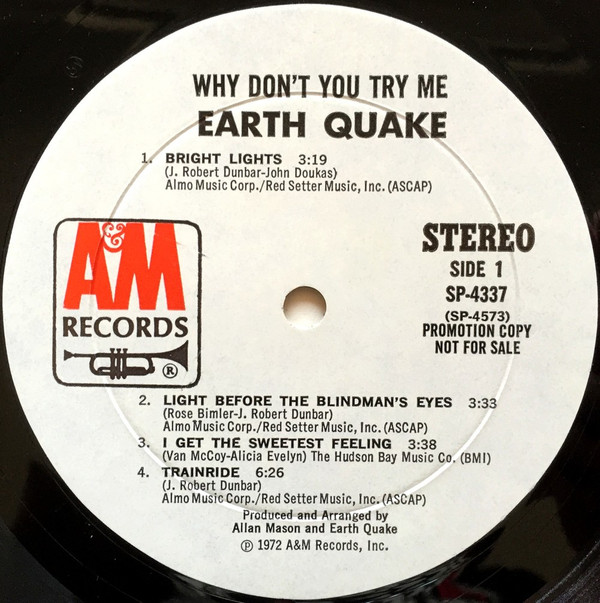 WHY DON'T YOU TRY ME
EARTH QUAKE
1. BRIGHT LIGHTS 3:19
(J. Robert Dunbar-John Doukas)
Almo Music Corp./Red Setter Music, Inc. (ASCAP)
A&M
RECORDS
®
STEREO
SIDE 1
SP-4337
(SP-4573)
PROMOTION COPY
NOT FOR SALE
2. LIGHT BEFORE THE BLINDMAN'S EYES 3:33
(Rose Bimler-J. Robert Dunbar)
Almo Music Corp./Red Setter Music, Inc. (ASCAP)
3. I GET THE SWEETEST FEELING 3:38
(Van McCoy-Alicia Evelyn) The Hudson Bay Music Co. (BMI)
4. TRAINRIDE 6:26
(J. Robert Dunbar)
Almo Music Corp./Red Setter Music, Inc. (ASCAP)
Produced and Arranged by
Allan Mason and Earth Quake
℗ 1972 A&M Records, Inc.